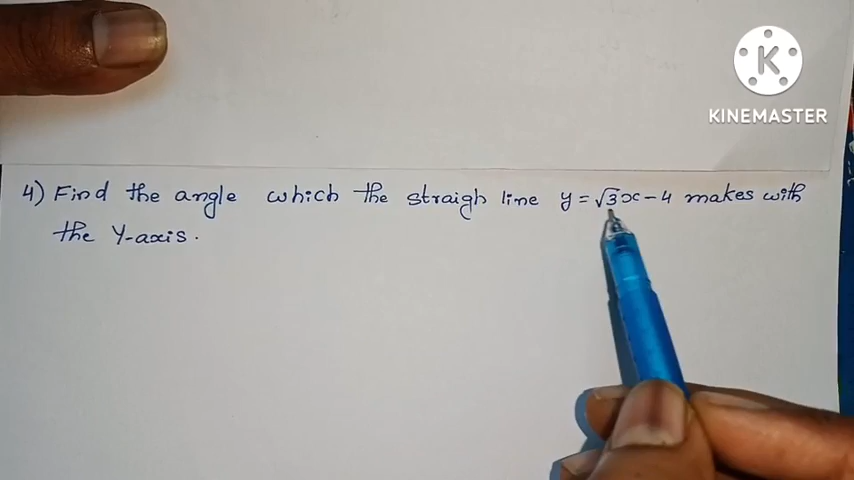 KINEMASTER
4) Find the angle which the straigh line y = √3x - 4 makes with
the Y-axis.